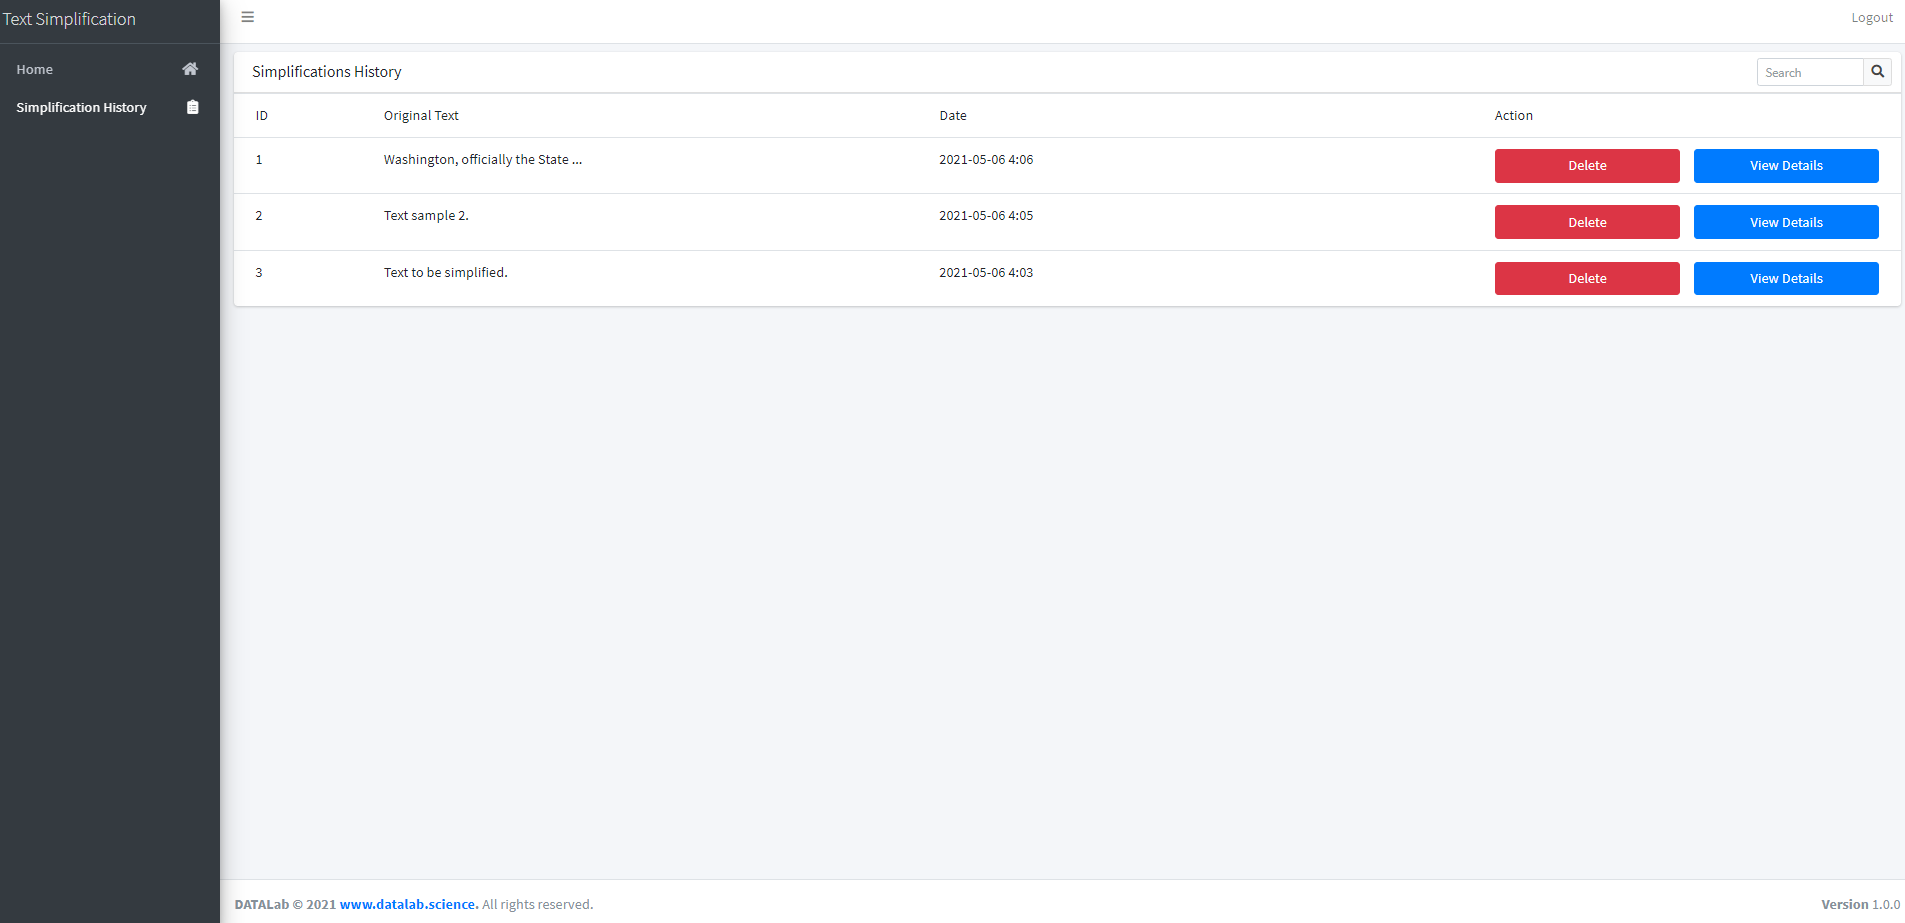 Text Simplification
Logout
Home
Simplification History
Simplifications History
Search
ID Original Text Date Action
1 Washington, officially the State ... 2021-05-06 4:06 Delete View Details
2 Text sample 2. 2021-05-06 4:05 Delete View Details
3 Text to be simplified. 2021-05-06 4:03 Delete View Details
DATALab © 2021 www.datalab.science. All rights reserved.
Version 1.0.0